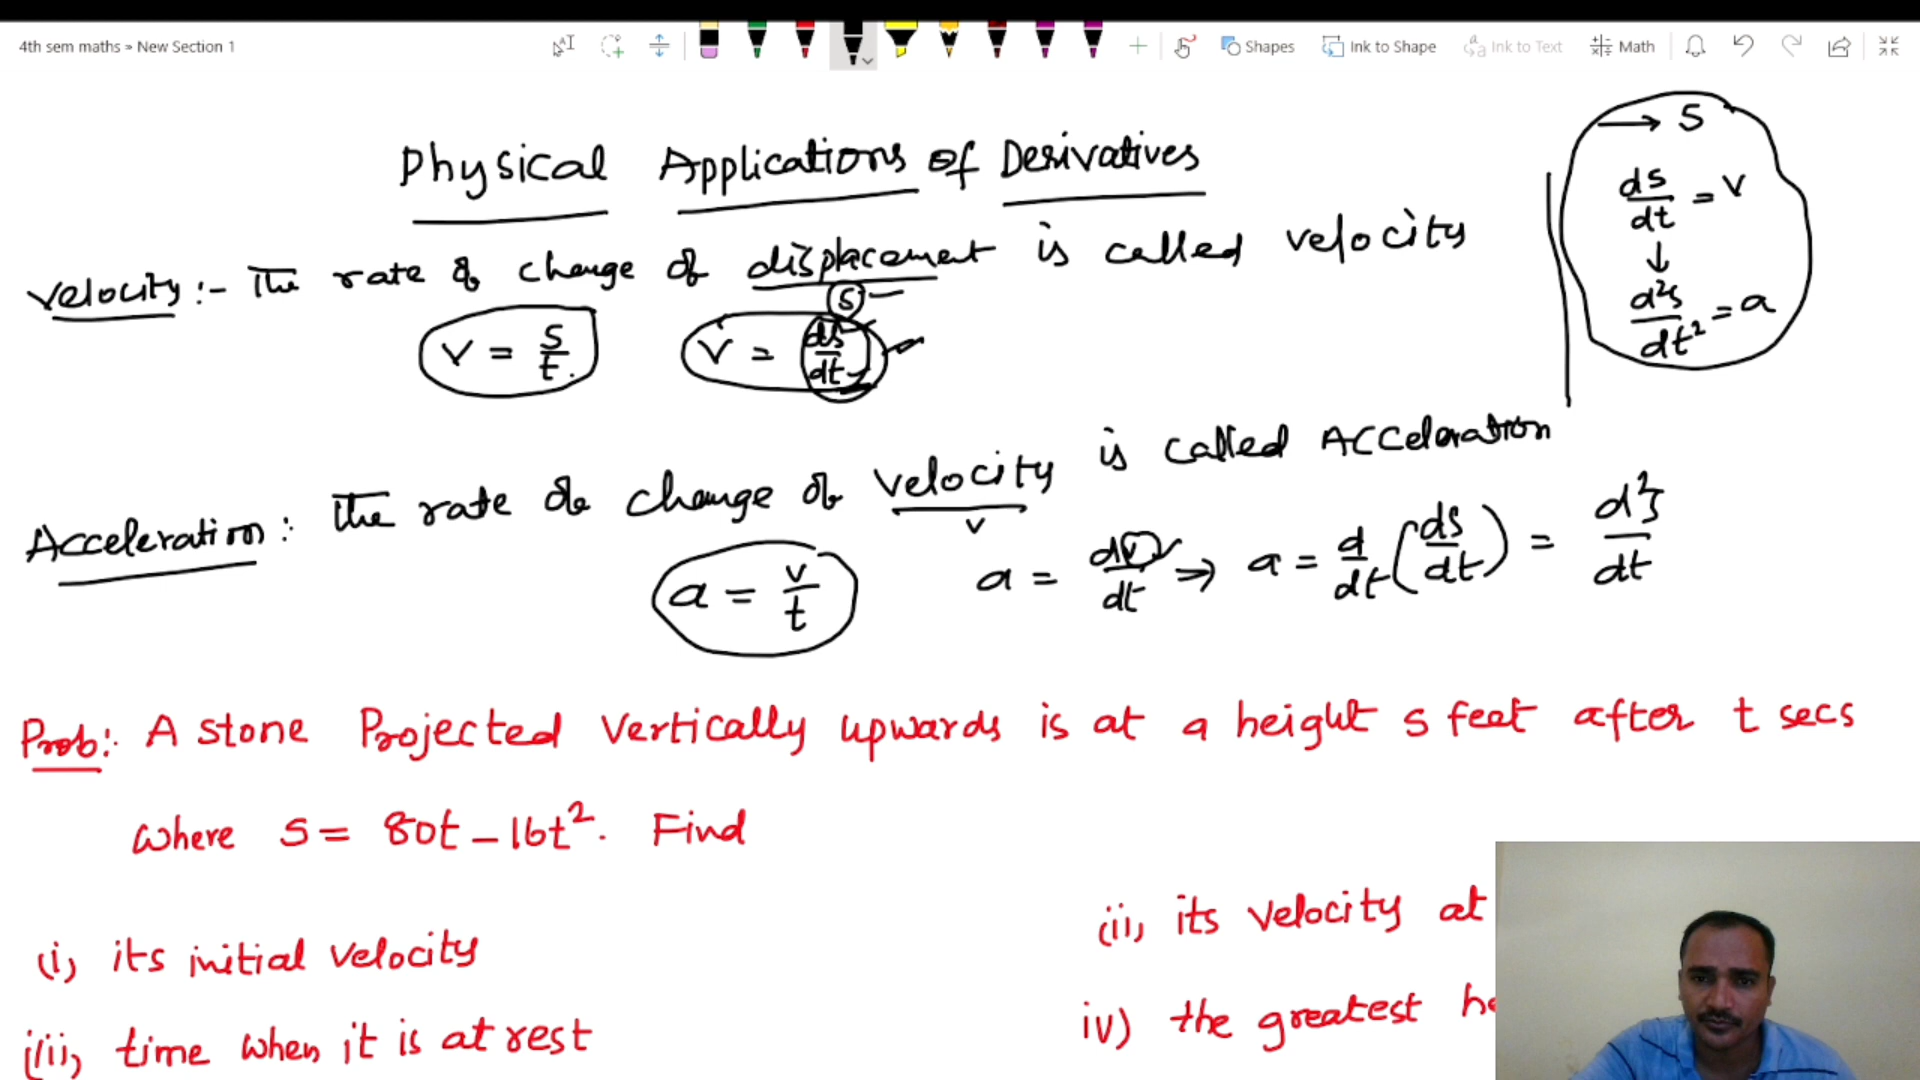 4th sem maths » New Section 1
Shapes Ink to Shape Ink to Text Math
Physical Applications of Derivatives
Velocity :- The rate of change of displacement is called velocity
s
v = s/t v = ds/dt
→ s
ds/dt = v
↓
d²s/dt² = a
Acceleration : The rate of change of velocity is called Acceleration
v
a = v/t a = dv/dt ⇒ a = d/dt (ds/dt) = d²s/dt
Prob : A stone Projected Vertically upwards is at a height s feet after t secs
where s = 80t – 16t². Find
(i) its initial velocity (ii) its velocity at
(iii) time when it is at rest iv) the greatest